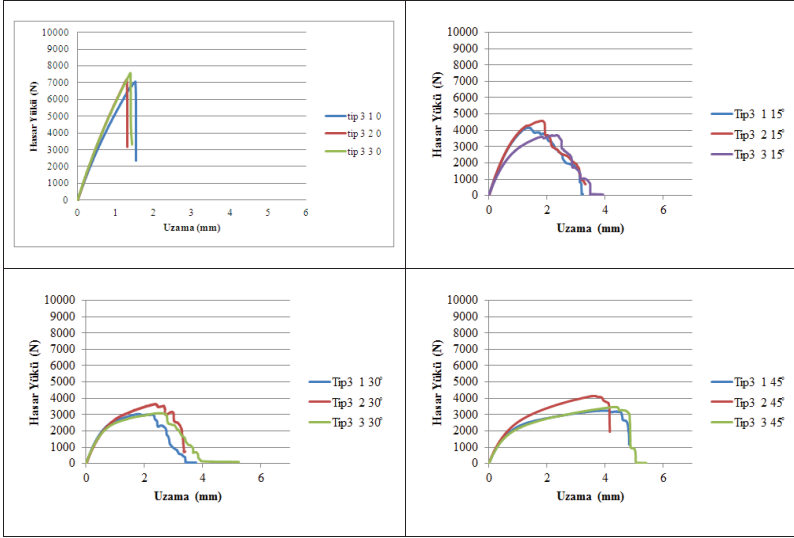 10000
9000
8000
7000
6000
5000
4000
3000
2000
1000
0
Hasar Yükü (N)
0 1 2 3 4 5 6
Uzama (mm)
tip 3 1 0
tip 3 2 0
tip 3 3 0
10000
9000
8000
7000
6000
5000
4000
3000
2000
1000
0
Hasar Yükü (N)
0 2 4 6
Uzama (mm)
Tip3 1 15°
Tip3 2 15°
Tip3 3 15°
10000
9000
8000
7000
6000
5000
4000
3000
2000
1000
0
Hasar Yükü (N)
0 2 4 6
Uzama (mm)
Tip3 1 30°
Tip3 2 30°
Tip3 3 30°
10000
9000
8000
7000
6000
5000
4000
3000
2000
1000
0
Hasar Yükü (N)
0 2 4 6
Uzama (mm)
Tip3 1 45°
Tip3 2 45°
Tip3 3 45°